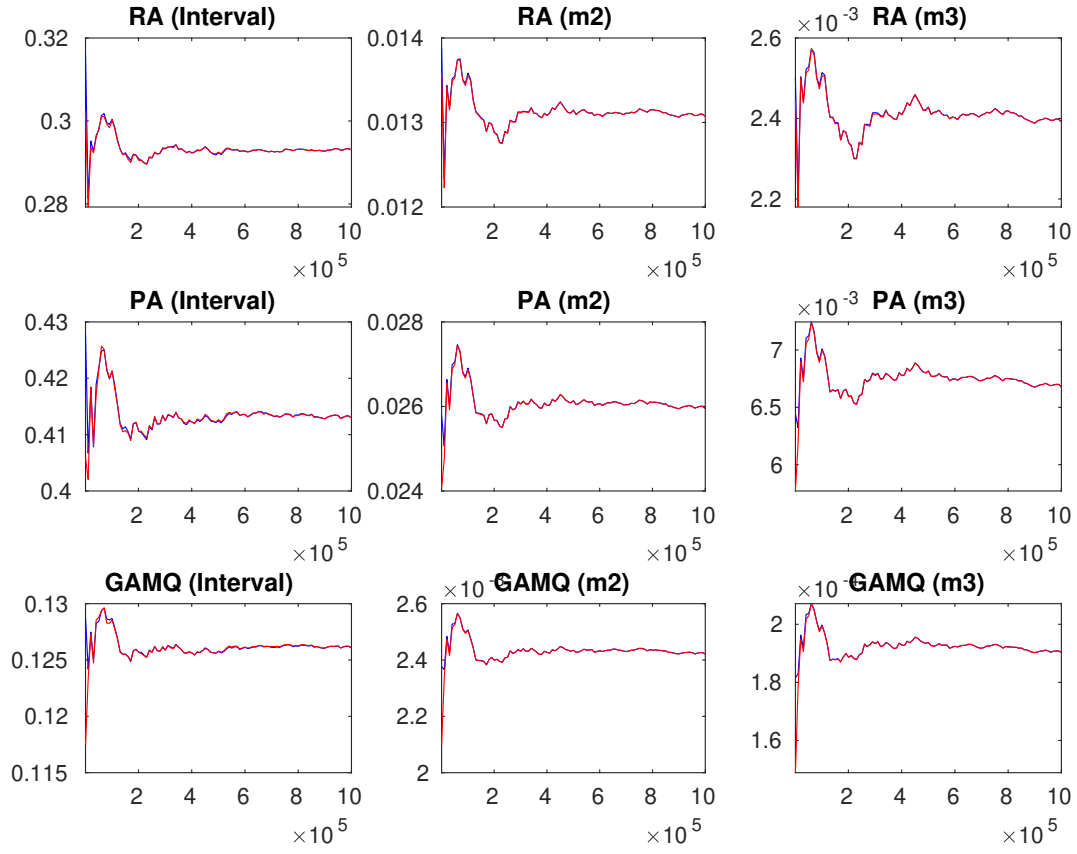 RA (Interval)
0.32
0.3
0.28
2 4 6 8 10
×10^5
RA (m2)
0.014
0.013
0.012
2 4 6 8 10
×10^5
×10^-3
RA (m3)
2.6
2.4
2.2
2 4 6 8 10
×10^5
PA (Interval)
0.43
0.42
0.41
0.4
2 4 6 8 10
×10^5
PA (m2)
0.028
0.026
0.024
2 4 6 8 10
×10^5
×10^-3
PA (m3)
7
6.5
6
2 4 6 8 10
×10^5
GAMQ (Interval)
0.13
0.125
0.12
0.115
2 4 6 8 10
×10^5
×10^-3
GAMQ (m2)
2.6
2.4
2.2
2
2 4 6 8 10
×10^5
×10^-4
GAMQ (m3)
2
1.8
1.6
2 4 6 8 10
×10^5